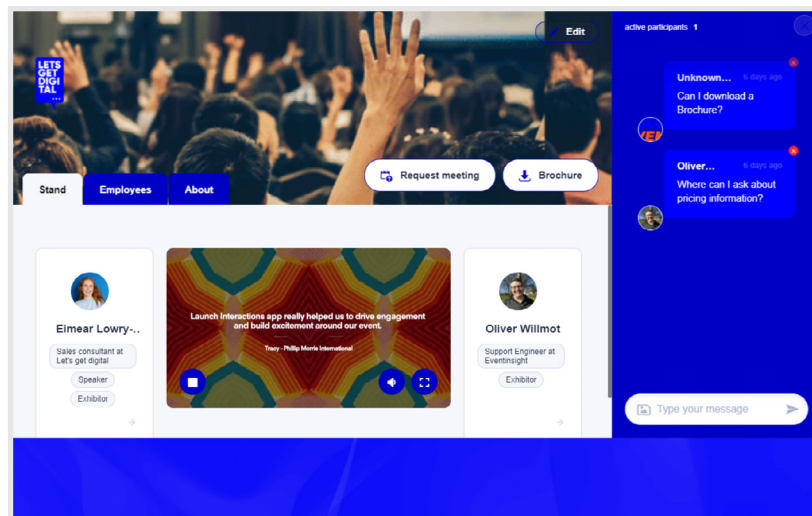 Edit
active participants 1
LETS
GET
DIGI
TAL
...
Unknown... 6 days ago
Can I download a
Brochure?
Oliver... 6 days ago
Where can I ask about
pricing information?
Request meeting
Brochure
Stand
Employees
About
Eimear Lowry-..
Sales consultant at
Let's get digital
Speaker
Exhibitor
Launch Interactions app really helped us to drive engagement
and build excitement around our event.
Tracy - Phillip Morris International
Oliver Willmot
Support Engineer at
Eventinsight
Exhibitor
Type your message